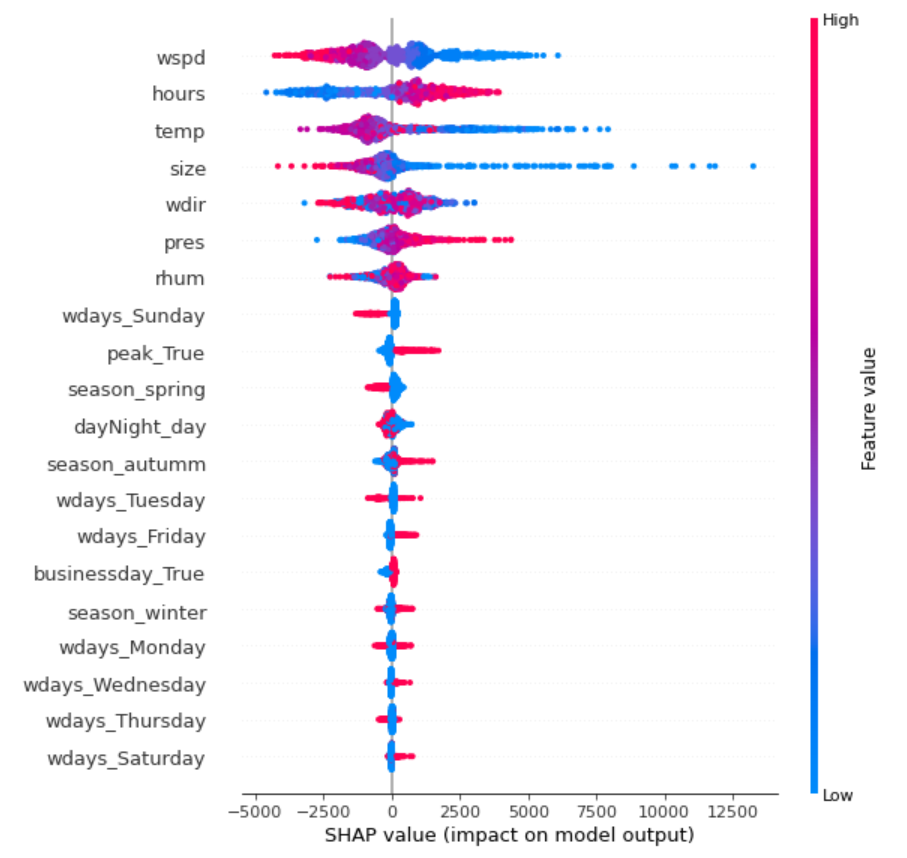 High
wspd
hours
temp
size
wdir
pres
rhum
wdays_Sunday
peak_True
season_spring
dayNight_day
season_autumm
wdays_Tuesday
wdays_Friday
businessday_True
season_winter
wdays_Monday
wdays_Wednesday
wdays_Thursday
wdays_Saturday
Feature value
Low
−5000 −2500 0 2500 5000 7500 10000 12500
SHAP value (impact on model output)